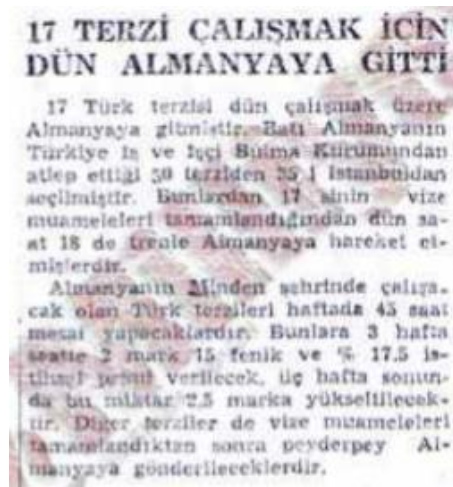 17 TERZİ ÇALIŞMAK İCİN
DÜN ALMANYAYA GİTTİ
17 Türk terzisi dün çalışmak üzere
Almanyaya gitmiştir. Batı Almanyanın
Türkiye İş ve İşçi Bulma Kurumundan
ettiği 50 terziden 35 i İstanbuldan
seçilmiştir. Bunlardan 17 sinin vize
muameleleri tamamlandığından dün sa-
at 18 de trenle Almanyaya hareket et-
mişlerdir.
Almanyanın Minden şehrinde çalışa-
cak olan Türk terzileri haftada 45 saat
mesai yapacaklardır. Bunlara 3 hafta
saatte 2 mark 15 fenik ve % 17.5 is-
verilecek, üç hafta sonun-
da bu miktar 2.5 marka yükseltilecek-
tir. Diğer terziler de vize muameleleri
tamamlandıktan sonra peyderpey Al-
manyaya gönderileceklerdir.